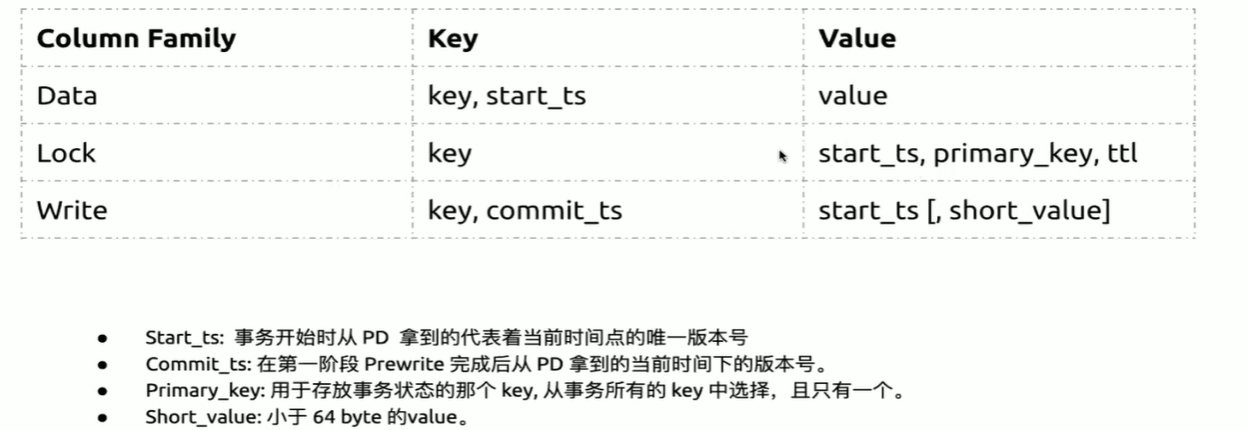 Column Family Key Value
Data key, start_ts value
Lock key start_ts, primary_key, ttl
Write key, commit_ts start_ts [, short_value]
● Start_ts: 事务开始时从 PD 拿到的代表着当前时间点的唯一版本号
● Commit_ts: 在第一阶段 Prewrite 完成后从 PD 拿到的当前时间下的版本号。
● Primary_key: 用于存放事务状态的那个 key, 从事务所有的 key 中选择，且只有一个。
● Short_value: 小于 64 byte 的value。